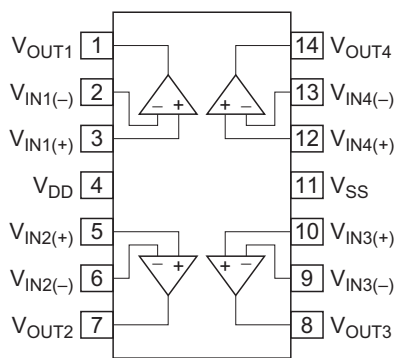 VOUT1 1 14 VOUT4
VIN1(–) 2 13 VIN4(–)
– + + –
VIN1(+) 3 12 VIN4(+)
VDD 4 11 VSS
VIN2(+) 5 10 VIN3(+)
– + + –
VIN2(–) 6 9 VIN3(–)
VOUT2 7 8 VOUT3